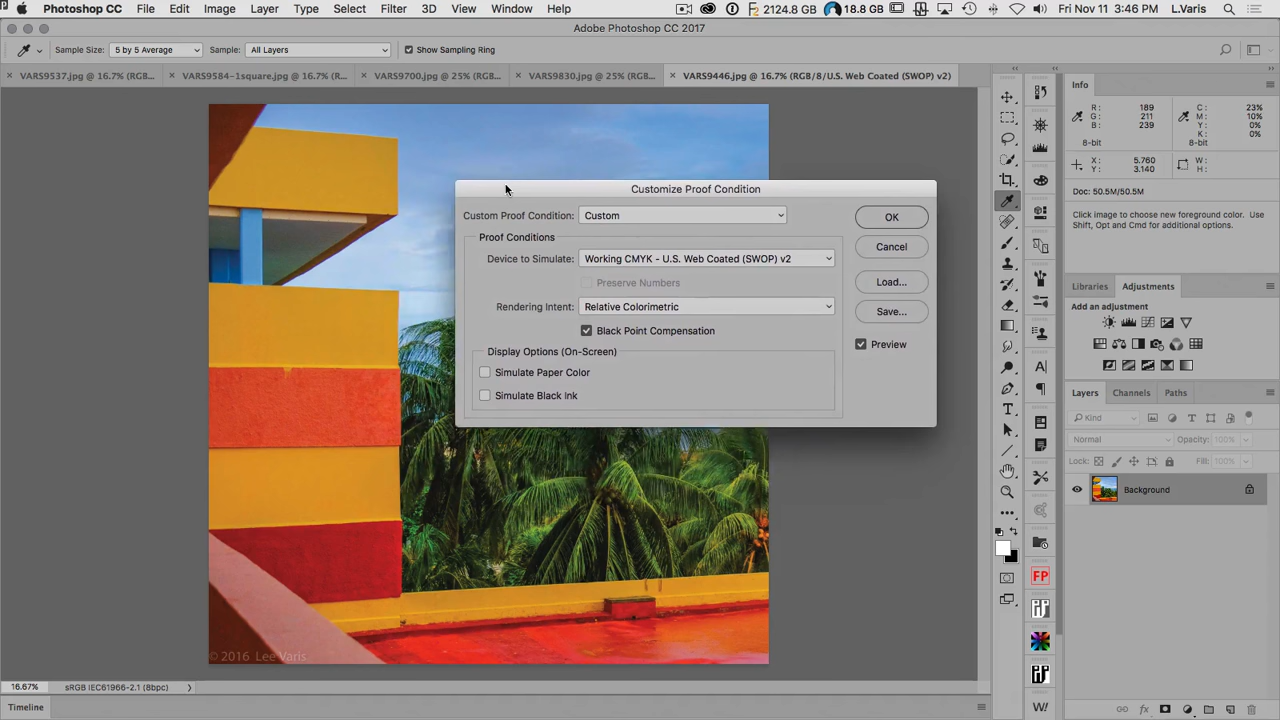 Photoshop CC File Edit Image Layer Type Select Filter 3D View Window Help 2124.8 GB 18.8 GB Fri Nov 11 3:46 PM L.Varis
Adobe Photoshop CC 2017
Sample Size: 5 by 5 Average Sample: All Layers Show Sampling Ring
VARS9537.jpg @ 16.7% (RGB... VARS9584-1square.jpg @ 16.7% (R... VARS9700.jpg @ 25% (RGB... VARS9830.jpg @ 25% (RGB... VARS9446.jpg @ 16.7% (RGB/8/U.S. Web Coated (SWOP) v2)
Customize Proof Condition
Custom Proof Condition: Custom
OK
Proof Conditions
Cancel
Device to Simulate: Working CMYK - U.S. Web Coated (SWOP) v2
Preserve Numbers
Load...
Rendering Intent: Relative Colorimetric
Save...
Black Point Compensation
Preview
Display Options (On-Screen)
Simulate Paper Color
Simulate Black Ink
Info
R: 189 C: 23%
G: 211 M: 10%
B: 239 Y: 0%
K: 0%
8-bit 8-bit
X: 5.760 W:
Y: 3.140 H:
Doc: 50.5M/50.5M
Click image to choose new foreground color. Use Shift, Opt and Cmd for additional options.
Libraries Adjustments
Add an adjustment
Layers Channels Paths
Kind
Normal Opacity: 100%
Lock: Fill: 100%
Background
FP
W!
© 2016 Lee Varis
16.67% sRGB IEC61966-2.1 (8bpc)
Timeline